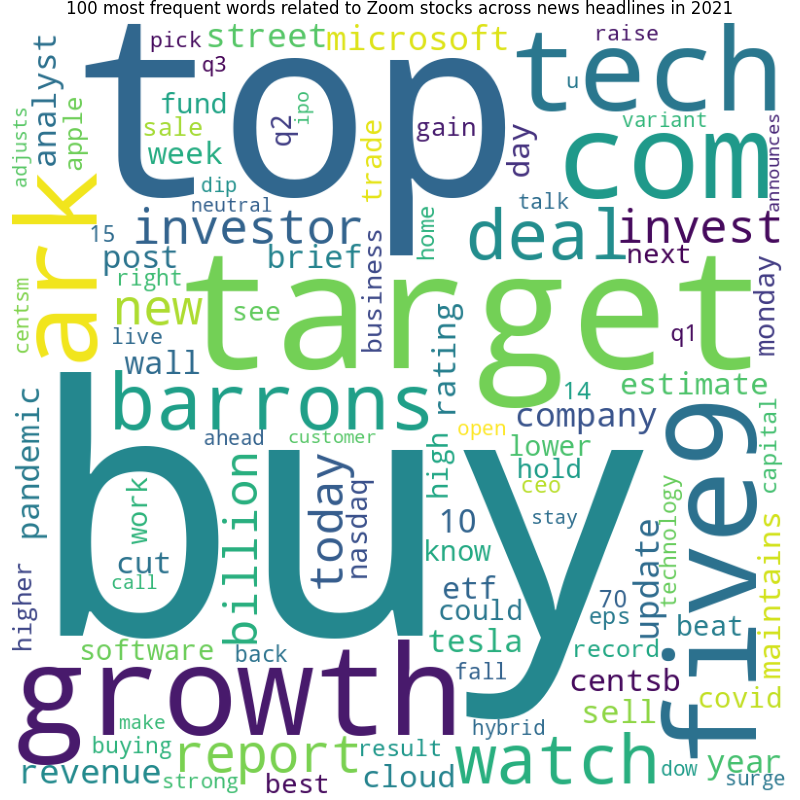 100 most frequent words related to Zoom stocks across news headlines in 2021
pick
street
microsoft
raise
top
tech
analyst
q3
u
adjusts
apple
fund
sale
q2
ipo
gain
variant
com
announces
week
trade
day
dip
neutral
talk
ark
15
investor
home
deal
invest
post
brief
business
next
monday
right
target
centsm
new
see
live
q1
wall
rating
14
estimate
barrons
company
five9
capital
pandemic
ahead
customer
open
high
lower
hold
buy
ceo
work
billion
today
nasdaq
10
stay
technology
maintains
cut
know
call
etf
70
update
higher
could
eps
beat
software
back
tesla
record
growth
fall
centsb
covid
sell
make
hybrid
buying
report
result
watch
dow
year
revenue
strong
best
cloud
surge